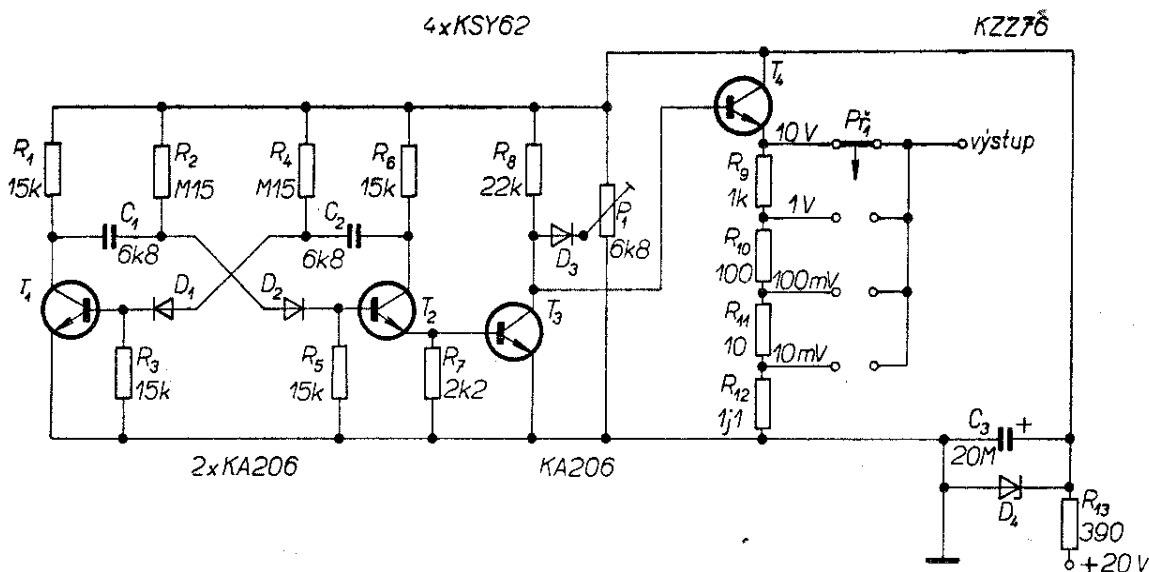 4xKSY62
KZZ76
R1
15k
R2
M15
R4
M15
R6
15k
R8
22k
C1
6k8
C2
6k8
P1
6k8
D3
T4
10V
Př1
výstup
R9
1k
1V
R10
100
100mV
R11
10
10mV
R12
1j1
T1
D1
D2
T2
T3
R3
15k
R5
15k
R7
2k2
2xKA206
KA206
C3
+
20M
D4
R13
390
+20V